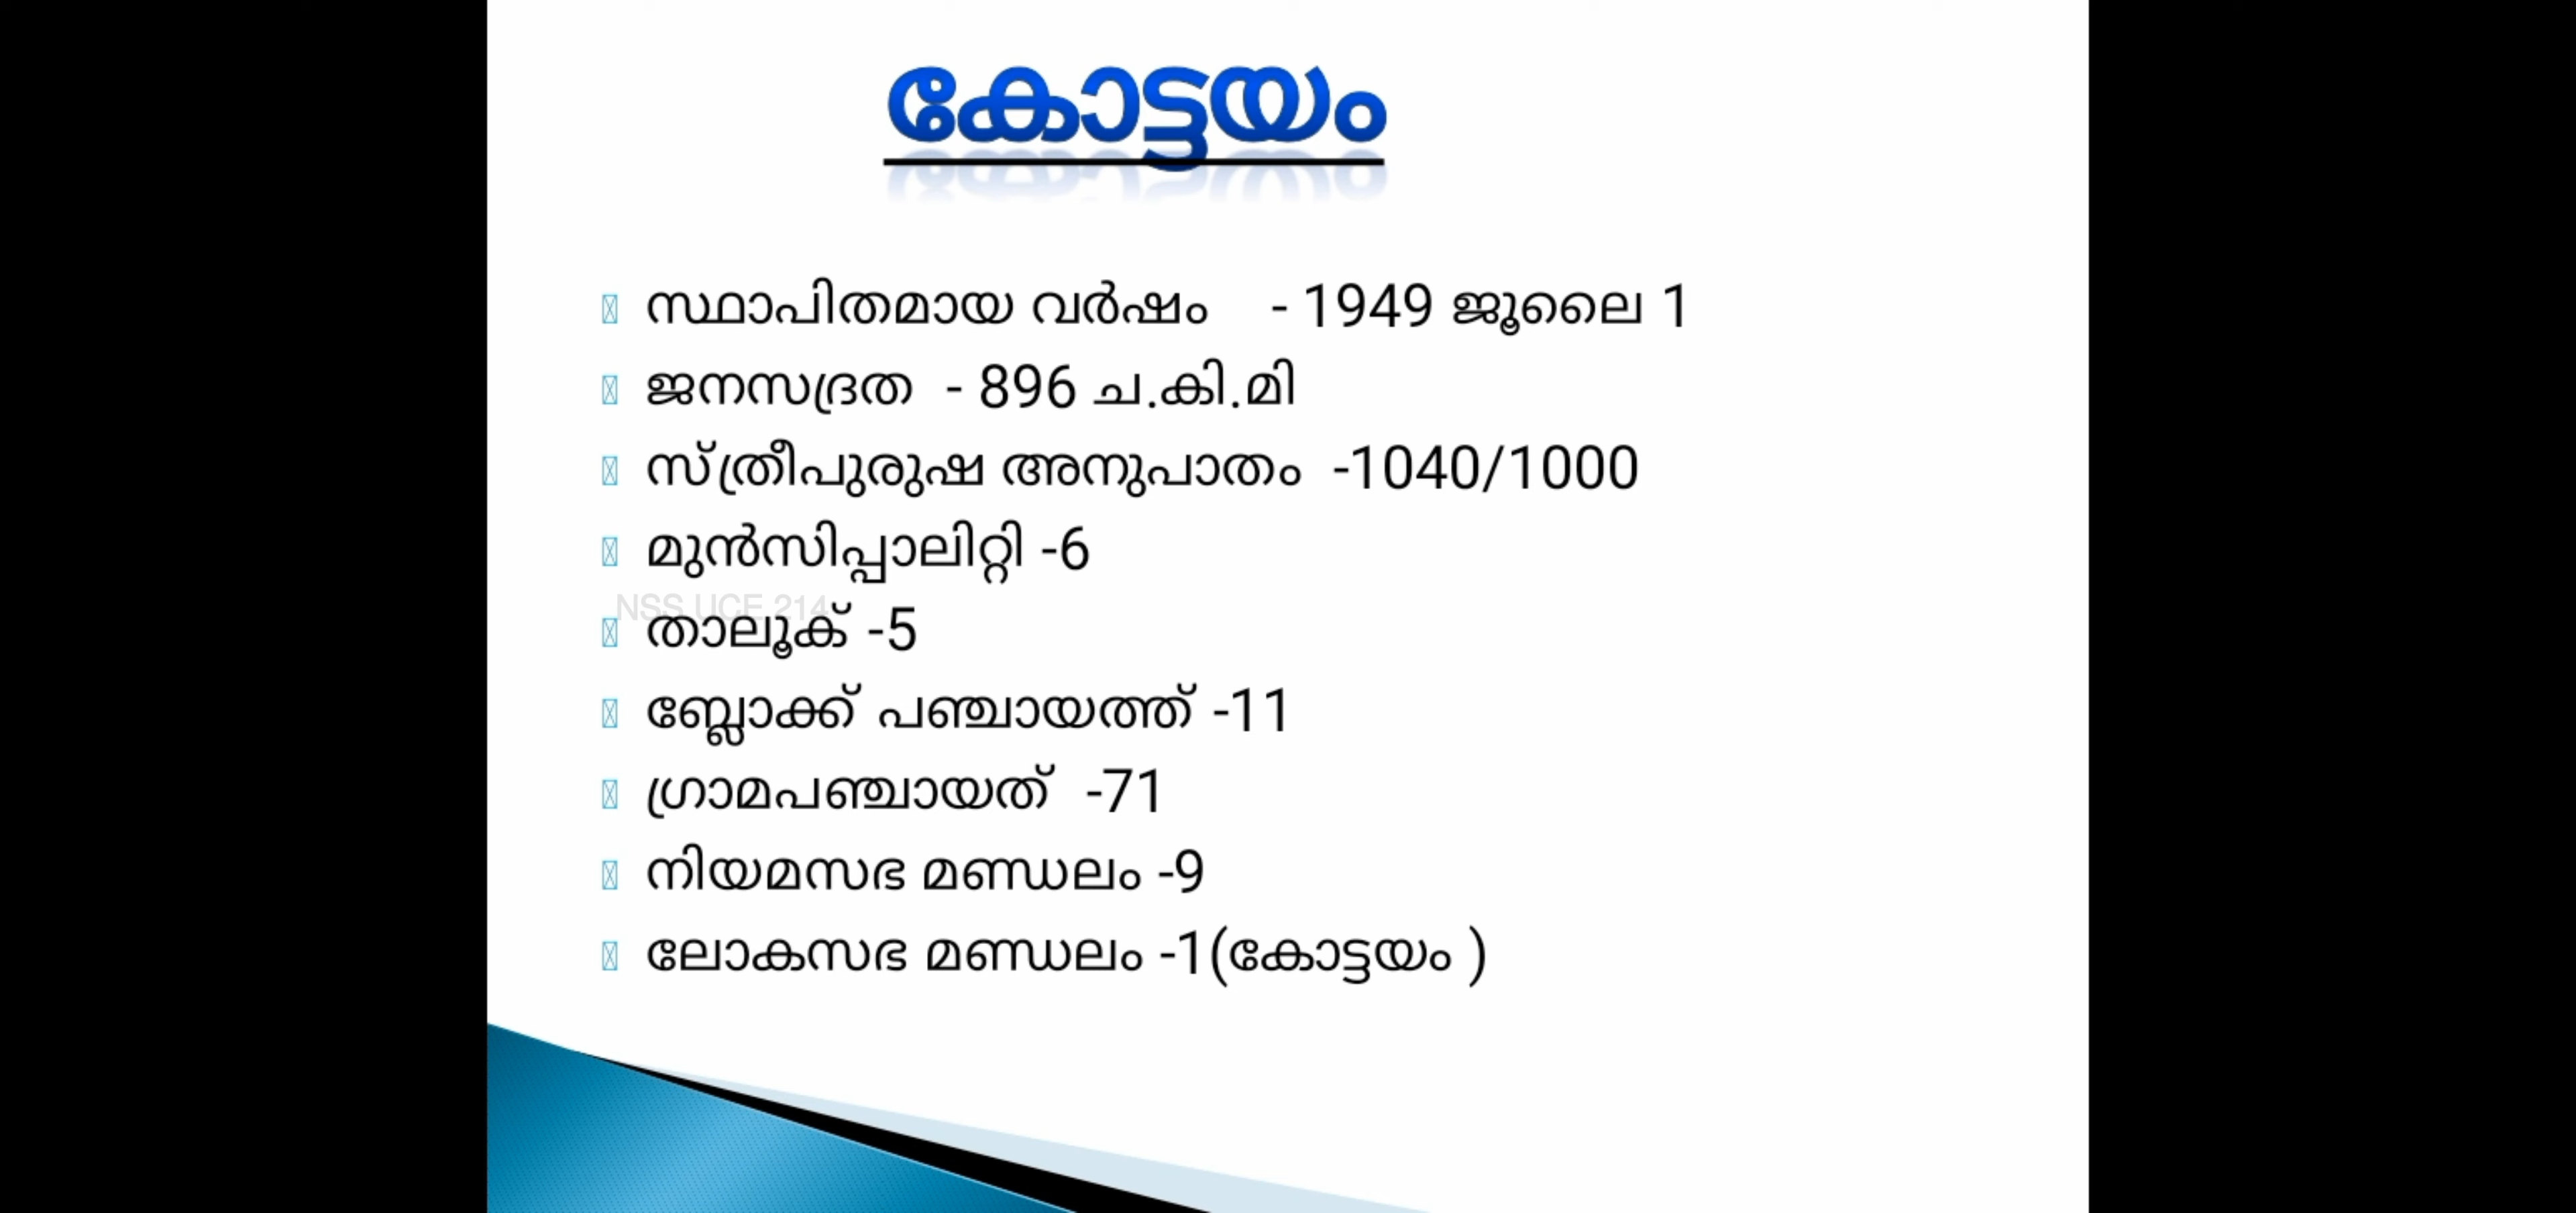 കോട്ടയം
സ്ഥാപിതമായ വർഷം - 1949 ജൂലൈ 1
ജനസദ്രത - 896 ച.കി.മി
സ്ത്രീപുരുഷ അനുപാതം -1040/1000
മുൻസിപ്പാലിറ്റി -6
NSS UCE 214
താലൂക് -5
ബ്ലോക്ക് പഞ്ചായത്ത് -11
ഗ്രാമപഞ്ചായത് -71
നിയമസഭ മണ്ഡലം -9
ലോകസഭ മണ്ഡലം -1(കോട്ടയം )